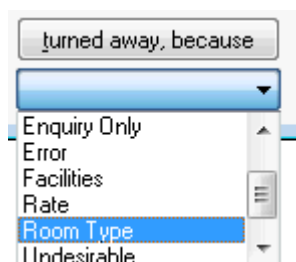 turned away, because
Enquiry Only
Error
Facilities
Rate
Room Type
Undesirable